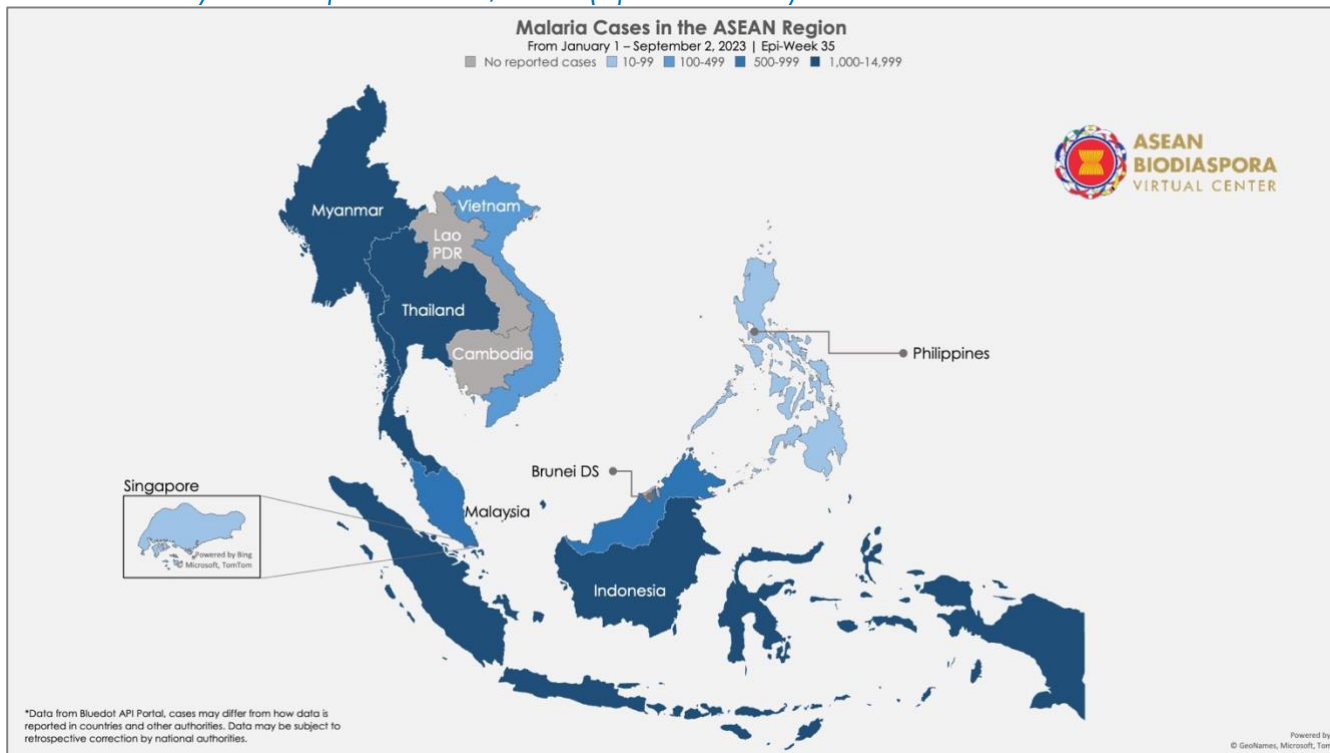 Malaria Cases in the ASEAN Region
From January 1 – September 2, 2023 | Epi-Week 35
No reported cases 10-99 100-499 500-999 1,000-14,999
ASEAN
BIODIASPORA
VIRTUAL CENTER
Myanmar
Vietnam
Lao
PDR
Thailand
Cambodia
Philippines
Brunei DS
Singapore
Malaysia
Powered by Bing
© Microsoft, TomTom
Indonesia
*Data from Bluedot API Portal, cases may differ from how data is
reported in countries and other authorities. Data may be subject to
retrospective correction by national authorities.
Powered by
© GeoNames, Microsoft, Tom